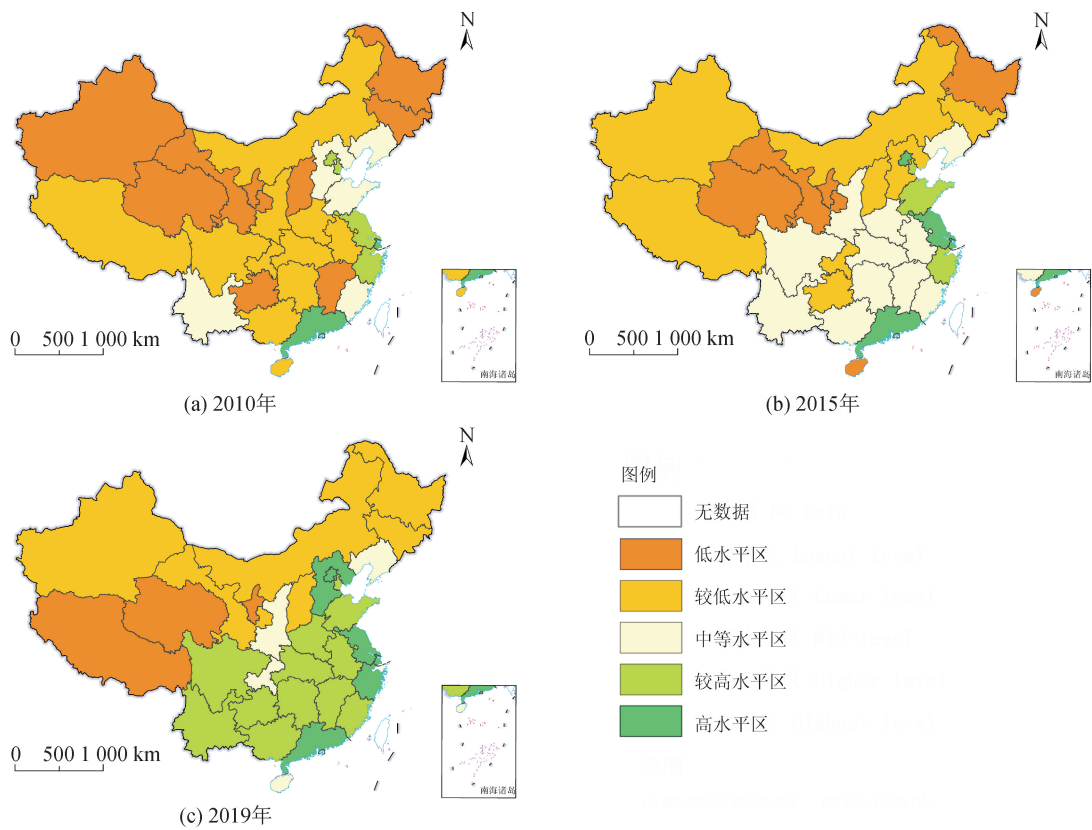 N
0 500 1 000 km
南海诸岛
(a) 2010年
N
0 500 1 000 km
南海诸岛
(b) 2015年
N
0 500 1 000 km
南海诸岛
(c) 2019年
图例
无数据
低水平区
较低水平区
中等水平区
较高水平区
高水平区